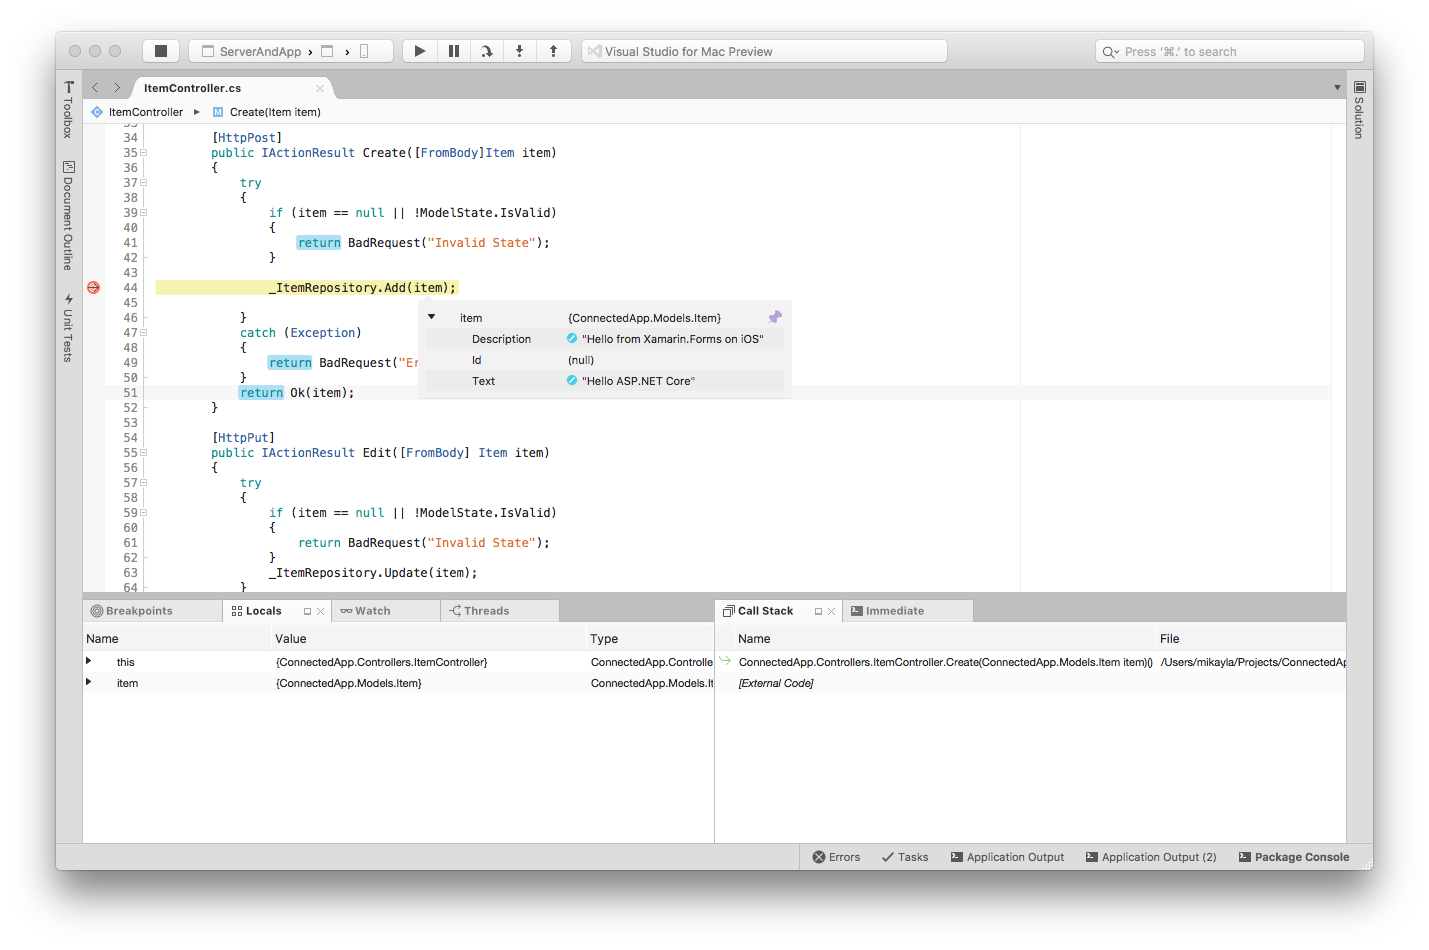 ServerAndApp › ›
Visual Studio for Mac Preview
Press ‘⌘.’ to search
Toolbox
Document Outline
Unit Tests
Solution
ItemController.cs
ItemController ▸ M Create(Item item)
34 [HttpPost]
35 public IActionResult Create([FromBody]Item item)
36 {
37 try
38 {
39 if (item == null || !ModelState.IsValid)
40 {
41 return BadRequest("Invalid State");
42 }
43
44 _ItemRepository.Add(item);
45
46 }
47 catch (Exception)
48 {
49 return BadRequest("Er
50 }
51 return Ok(item);
52 }
53
54 [HttpPut]
55 public IActionResult Edit([FromBody] Item item)
56 {
57 try
58 {
59 if (item == null || !ModelState.IsValid)
60 {
61 return BadRequest("Invalid State");
62 }
63 _ItemRepository.Update(item);
64 }
item {ConnectedApp.Models.Item}
Description "Hello from Xamarin.Forms on iOS"
Id (null)
Text "Hello ASP.NET Core"
Breakpoints Locals Watch Threads
Name Value Type
this {ConnectedApp.Controllers.ItemController} ConnectedApp.Controlle
item {ConnectedApp.Models.Item} ConnectedApp.Models.It
Call Stack Immediate
Name File
ConnectedApp.Controllers.ItemController.Create(ConnectedApp.Models.Item item)() /Users/mikayla/Projects/ConnectedAp
[External Code]
Errors Tasks Application Output Application Output (2) Package Console